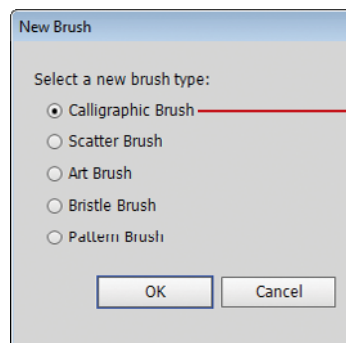 New Brush
Select a new brush type:
Calligraphic Brush
Scatter Brush
Art Brush
Bristle Brush
Pattern Brush
OK Cancel